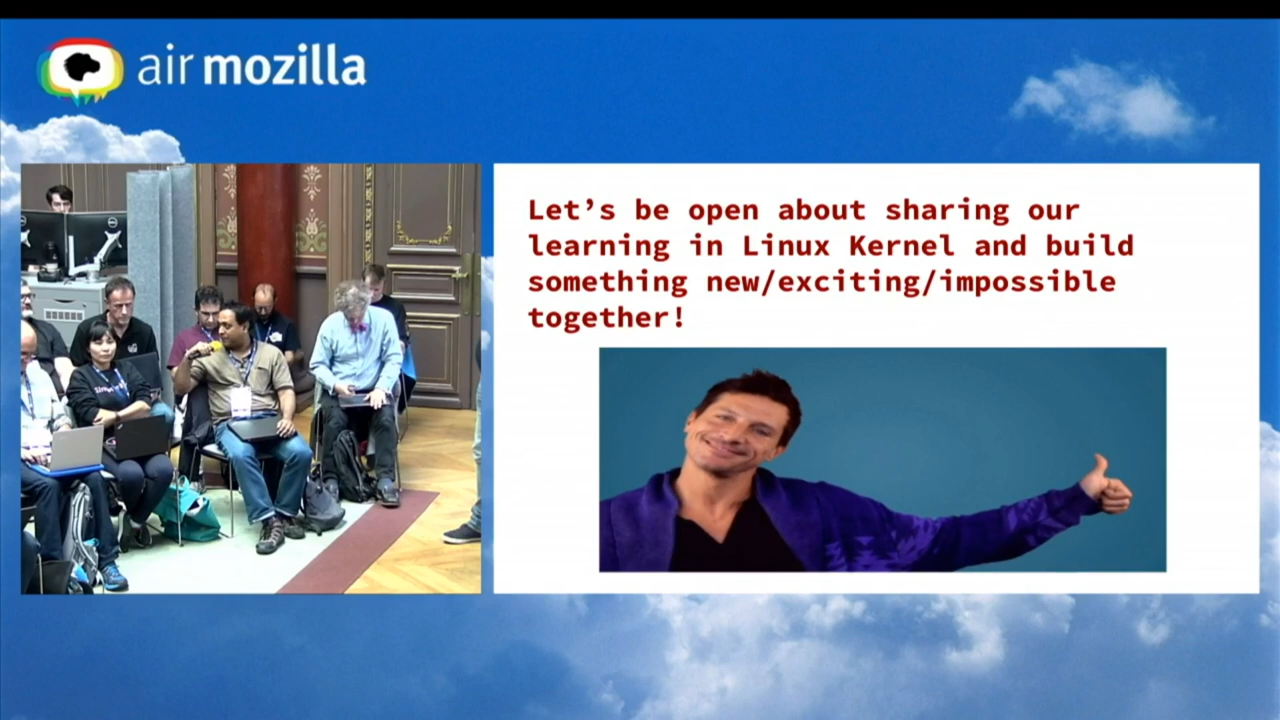 air mozilla
Let’s be open about sharing our
learning in Linux Kernel and build
something new/exciting/impossible
together!